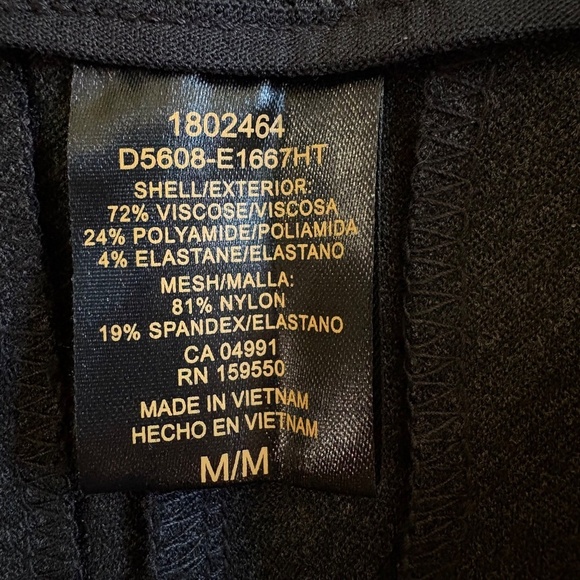 1802464
D5608-E1667HT
SHELL/EXTERIOR:
72% VISCOSE/VISCOSA
24% POLYAMIDE/POLIAMIDA
4% ELASTANE/ELASTANO
MESH/MALLA:
81% NYLON
19% SPANDEX/ELASTANO
CA 04991
RN 159550
MADE IN VIETNAM
HECHO EN VIETNAM
M/M